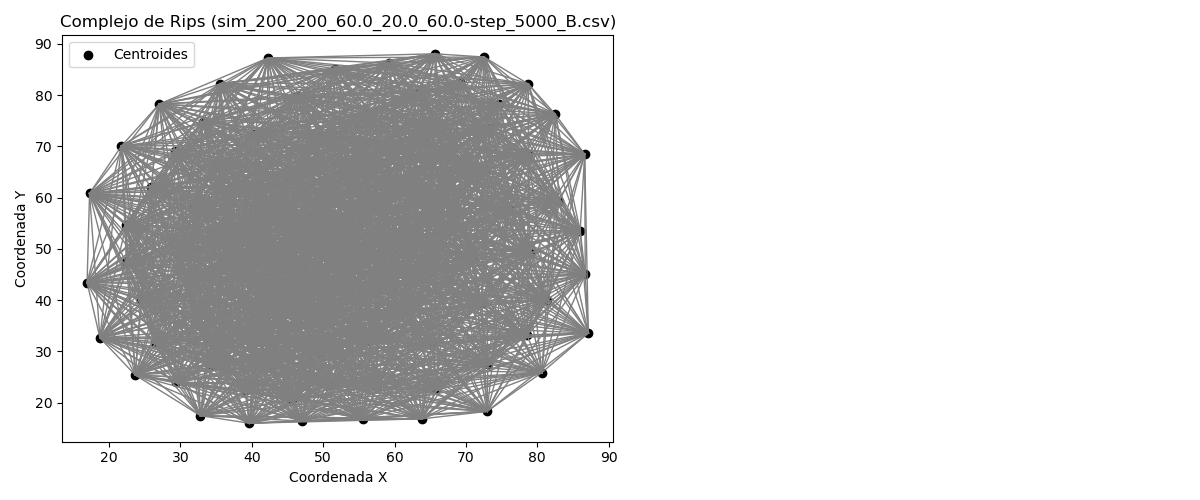 Complejo de Rips (sim_200_200_60.0_20.0_60.0-step_5000_B.csv)
Centroides
90
80
70
60
50
40
30
20
Coordenada Y
20 30 40 50 60 70 80 90
Coordenada X